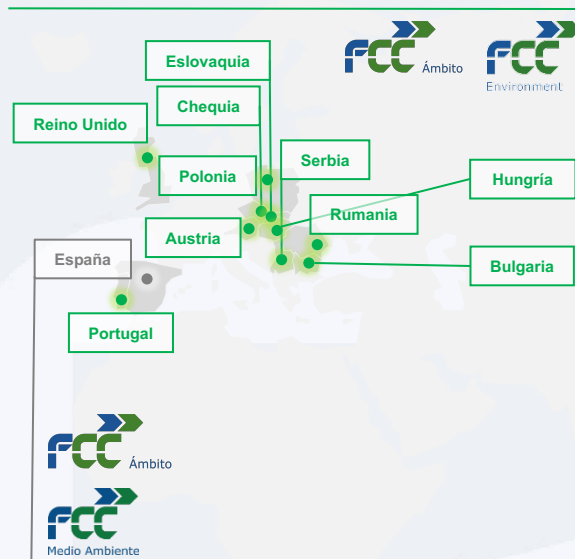 FCC Ámbito
FCC
Environment
Eslovaquia
Chequia
Reino Unido
Serbia
Polonia
Hungría
Rumania
Austria
España
Bulgaria
Portugal
FCC Ámbito
FCC
Medio Ambiente